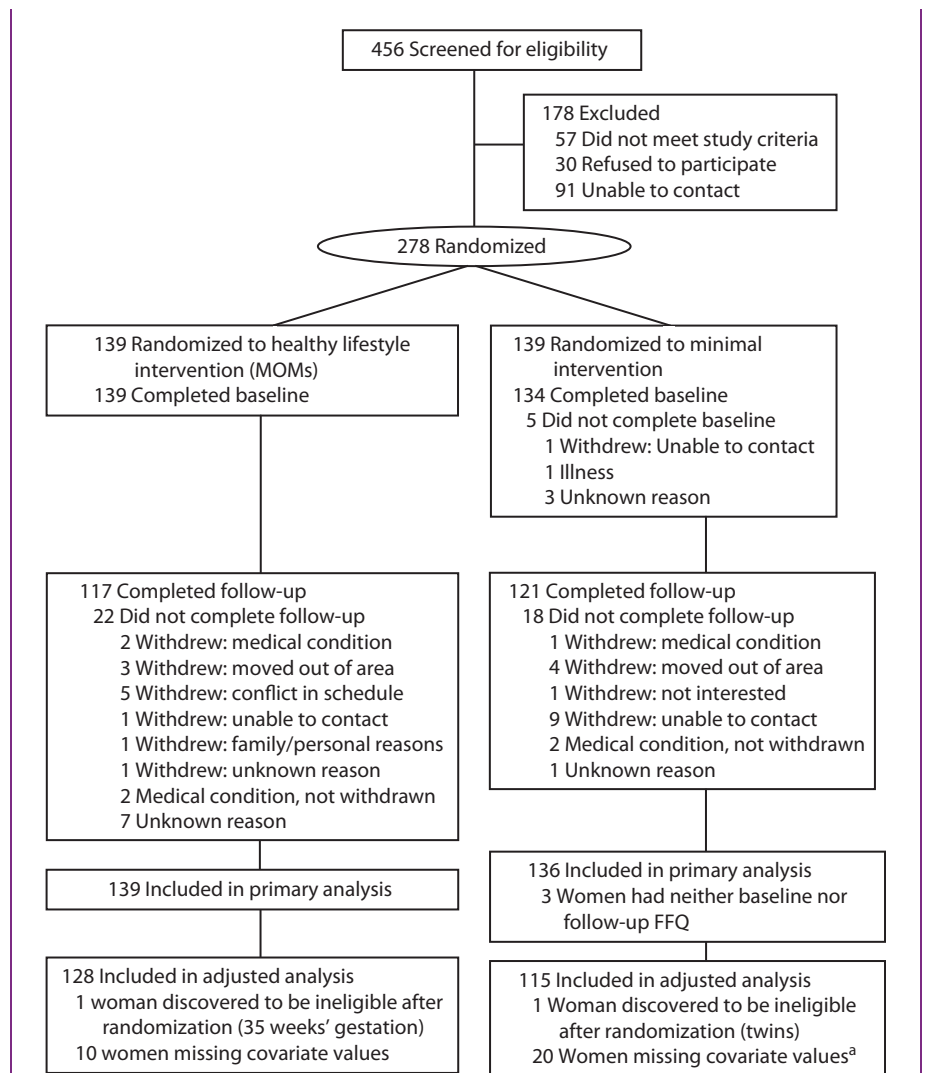 456 Screened for eligibility
178 Excluded
57 Did not meet study criteria
30 Refused to participate
91 Unable to contact
278 Randomized
139 Randomized to healthy lifestyle
intervention (MOMs)
139 Completed baseline
139 Randomized to minimal
intervention
134 Completed baseline
5 Did not complete baseline
1 Withdrew: Unable to contact
1 Illness
3 Unknown reason
117 Completed follow-up
22 Did not complete follow-up
2 Withdrew: medical condition
3 Withdrew: moved out of area
5 Withdrew: conflict in schedule
1 Withdrew: unable to contact
1 Withdrew: family/personal reasons
1 Withdrew: unknown reason
2 Medical condition, not withdrawn
7 Unknown reason
121 Completed follow-up
18 Did not complete follow-up
1 Withdrew: medical condition
4 Withdrew: moved out of area
1 Withdrew: not interested
9 Withdrew: unable to contact
2 Medical condition, not withdrawn
1 Unknown reason
139 Included in primary analysis
136 Included in primary analysis
3 Women had neither baseline nor
follow-up FFQ
128 Included in adjusted analysis
1 woman discovered to be ineligible after
randomization (35 weeks’ gestation)
10 women missing covariate values
115 Included in adjusted analysis
1 Woman discovered to be ineligible
after randomization (twins)
20 Women missing covariate valuesᵃ